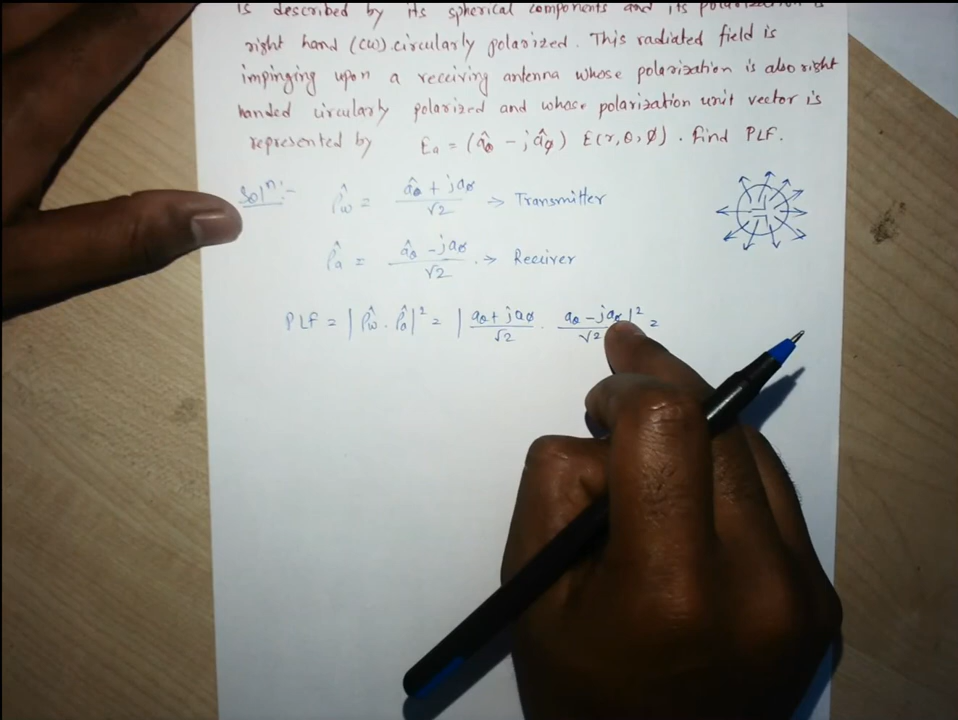 is described by its spherical components and its polarization is
right hand (CW) circularly polarized. This radiated field is
impinging upon a receiving antenna whose polarization is also right
handed circularly polarized and whose polarization unit vector is
represented by Ea = (âθ - jâφ) E(r, θ, φ). Find PLF.
Solⁿ:- ρ̂w = (âθ + jaφ)/√2 → Transmitter
ρ̂a = (âθ - jaφ)/√2 → Receiver
PLF = |ρ̂w . ρ̂a|² = |(aθ + jaφ)/√2 . (aθ - jaφ)/√2|² =